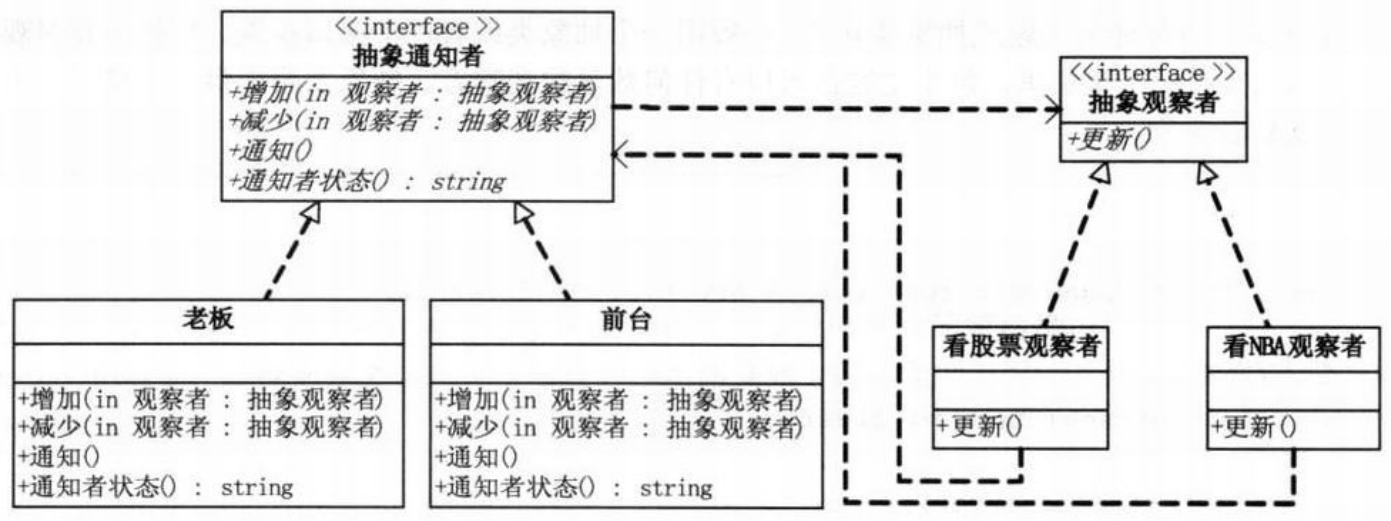 <<interface >>
抽象通知者
+增加(in 观察者 : 抽象观察者)
+减少(in 观察者 : 抽象观察者)
+通知()
+通知者状态() : string
<<interface >>
抽象观察者
+更新()
老板
+增加(in 观察者 : 抽象观察者)
+减少(in 观察者 : 抽象观察者)
+通知()
+通知者状态() : string
前台
+增加(in 观察者 : 抽象观察者)
+减少(in 观察者 : 抽象观察者)
+通知()
+通知者状态() : string
看股票观察者
+更新()
看NBA观察者
+更新()